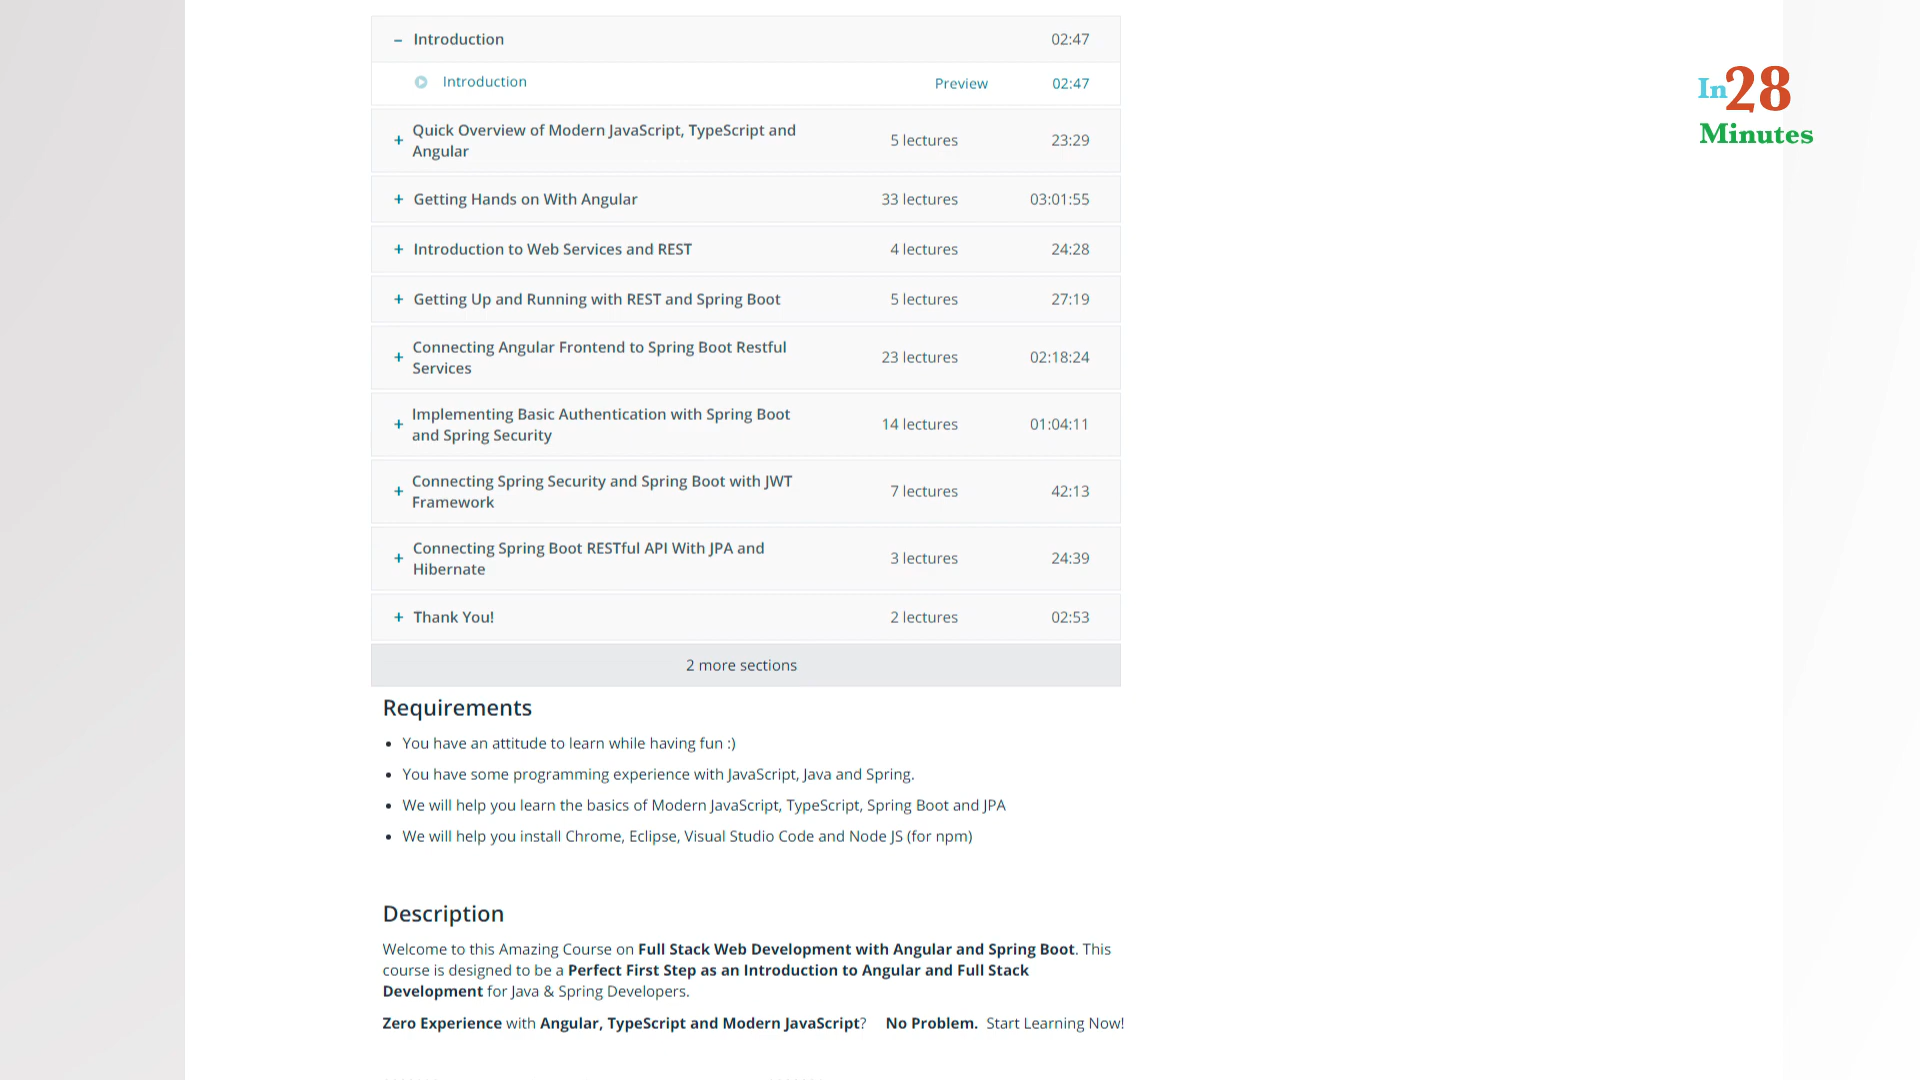 – Introduction 02:47
Introduction Preview 02:47
In28
Minutes
+ Quick Overview of Modern JavaScript, TypeScript and
Angular 5 lectures 23:29
+ Getting Hands on With Angular 33 lectures 03:01:55
+ Introduction to Web Services and REST 4 lectures 24:28
+ Getting Up and Running with REST and Spring Boot 5 lectures 27:19
+ Connecting Angular Frontend to Spring Boot Restful
Services 23 lectures 02:18:24
+ Implementing Basic Authentication with Spring Boot
and Spring Security 14 lectures 01:04:11
+ Connecting Spring Security and Spring Boot with JWT
Framework 7 lectures 42:13
+ Connecting Spring Boot RESTful API With JPA and
Hibernate 3 lectures 24:39
+ Thank You! 2 lectures 02:53
2 more sections
Requirements
• You have an attitude to learn while having fun :)
• You have some programming experience with JavaScript, Java and Spring.
• We will help you learn the basics of Modern JavaScript, TypeScript, Spring Boot and JPA
• We will help you install Chrome, Eclipse, Visual Studio Code and Node JS (for npm)
Description
Welcome to this Amazing Course on Full Stack Web Development with Angular and Spring Boot. This
course is designed to be a Perfect First Step as an Introduction to Angular and Full Stack
Development for Java & Spring Developers.
Zero Experience with Angular, TypeScript and Modern JavaScript? No Problem. Start Learning Now!